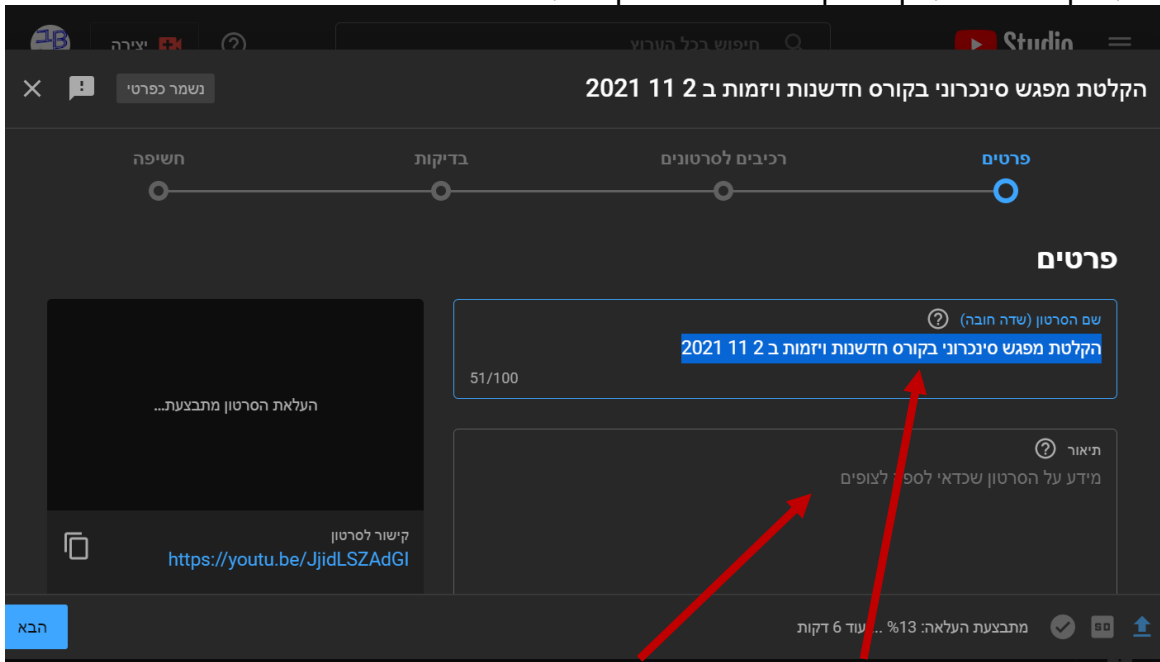 Studio
חיפוש בכל הערוץ
יצירה
הקלטת מפגש סינכרוני בקורס חדשנות ויזמות ב 2 11 2021
נשמר כפרטי
פרטים
רכיבים לסרטונים
בדיקות
חשיפה
פרטים
שם הסרטון (שדה חובה)
הקלטת מפגש סינכרוני בקורס חדשנות ויזמות ב 2 11 2021
51/100
תיאור
מידע על הסרטון שכדאי לספר לצופים
העלאת הסרטון מתבצעת...
קישור לסרטון
https://youtu.be/JjidLSZAdGI
מתבצעת העלאה: 13% ... עוד 6 דקות
SD
הבא